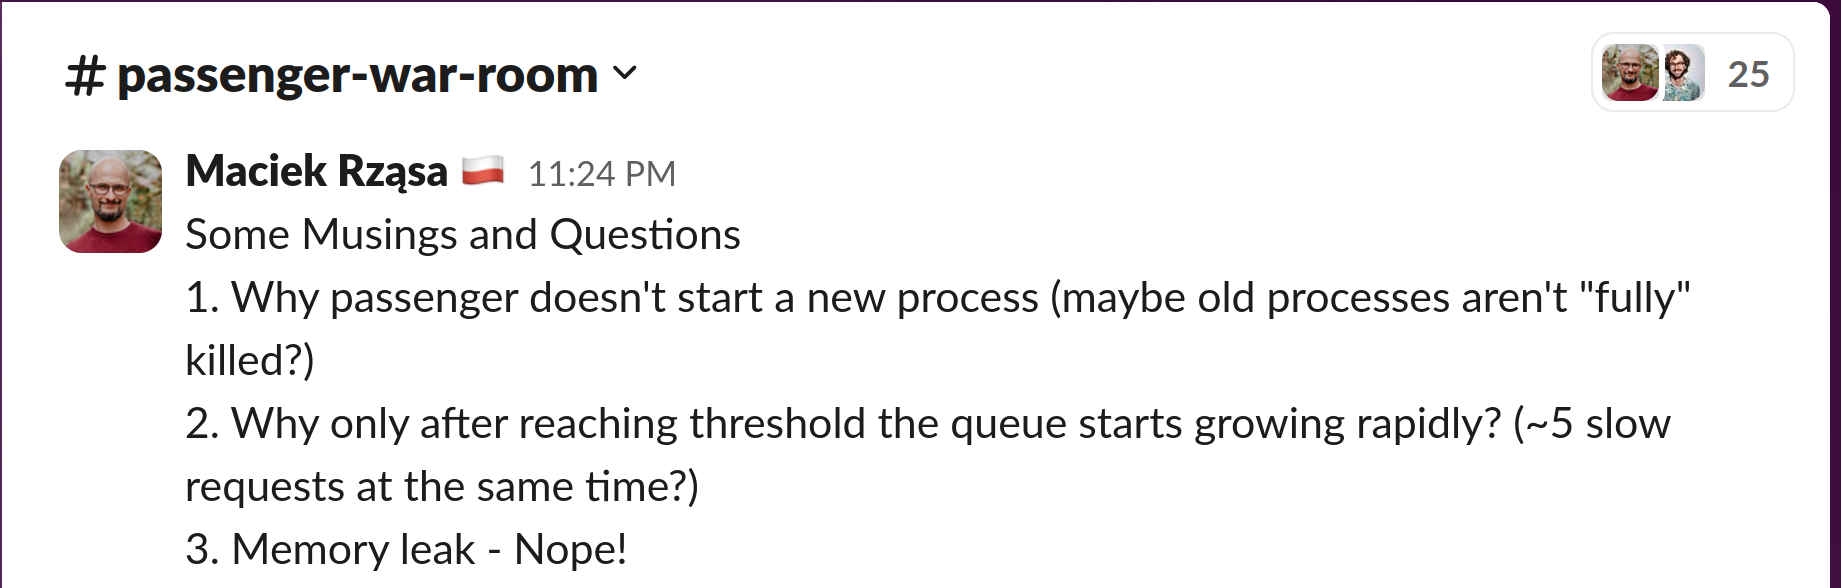 # passenger-war-room
25
Maciek Rząsa 11:24 PM
Some Musings and Questions
1. Why passenger doesn't start a new process (maybe old processes aren't "fully"
killed?)
2. Why only after reaching threshold the queue starts growing rapidly? (~5 slow
requests at the same time?)
3. Memory leak - Nope!